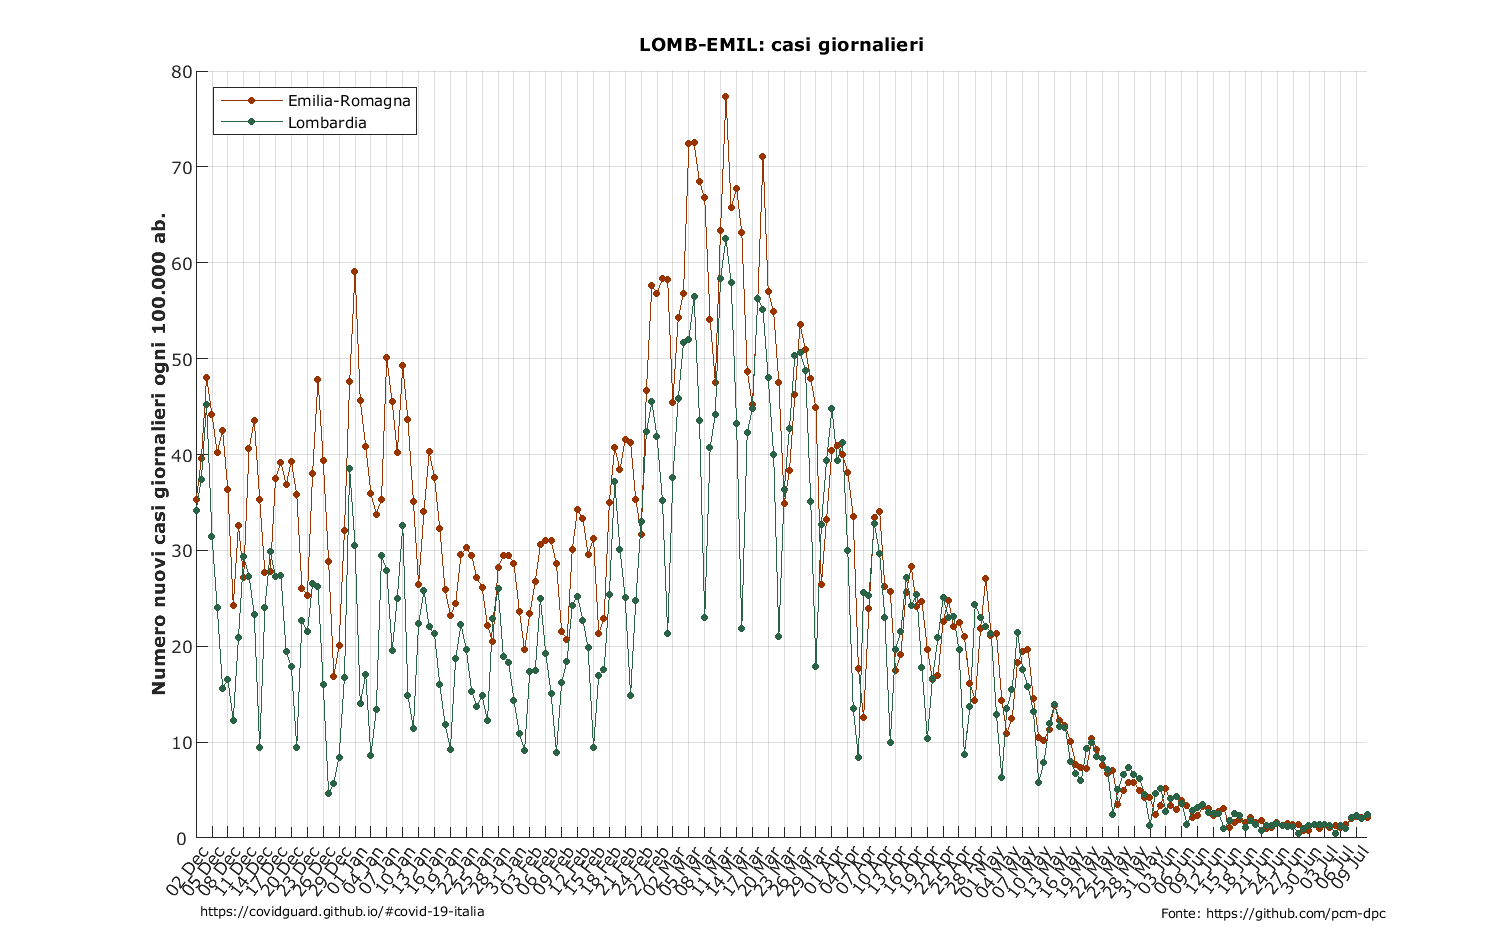 LOMB-EMIL: casi giornalieri
Emilia-Romagna
Lombardia
Numero nuovi casi giornalieri ogni 100.000 ab.
80
70
60
50
40
30
20
10
0
02 Dec
05 Dec
08 Dec
11 Dec
14 Dec
17 Dec
20 Dec
23 Dec
26 Dec
29 Dec
01 Jan
04 Jan
07 Jan
10 Jan
13 Jan
16 Jan
19 Jan
22 Jan
25 Jan
28 Jan
31 Jan
03 Feb
06 Feb
09 Feb
12 Feb
15 Feb
18 Feb
21 Feb
24 Feb
27 Feb
02 Mar
05 Mar
08 Mar
11 Mar
14 Mar
17 Mar
20 Mar
23 Mar
26 Mar
29 Mar
01 Apr
04 Apr
07 Apr
10 Apr
13 Apr
16 Apr
19 Apr
22 Apr
25 Apr
28 Apr
01 May
04 May
07 May
10 May
13 May
16 May
19 May
22 May
25 May
28 May
31 May
03 Jun
06 Jun
09 Jun
12 Jun
15 Jun
18 Jun
21 Jun
24 Jun
27 Jun
30 Jun
03 Jul
06 Jul
09 Jul
https://covidguard.github.io/#covid-19-italia
Fonte: https://github.com/pcm-dpc